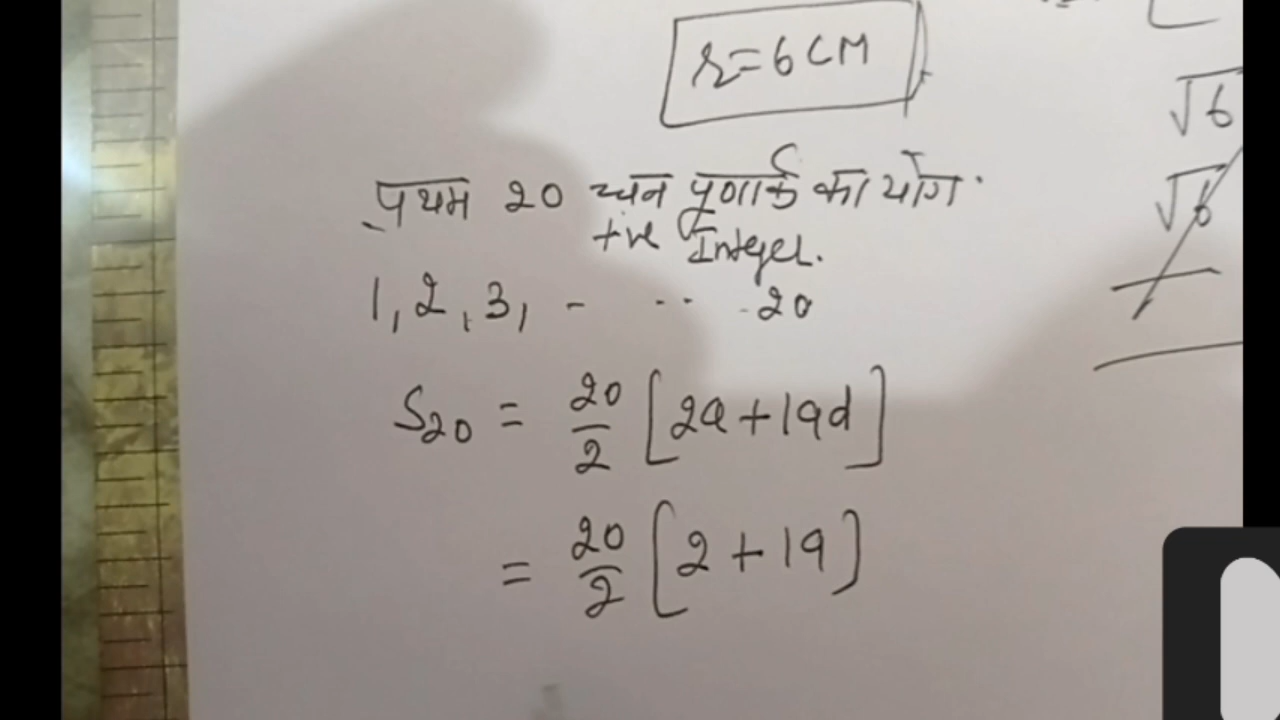 r=6 CM
√6
√6
प्रथम 20 धन पूर्णांक का योग.
+ve Integer.
1, 2, 3, - .. . 20
S20 = 20/2 [2a+19d]
= 20/2 [2+19]